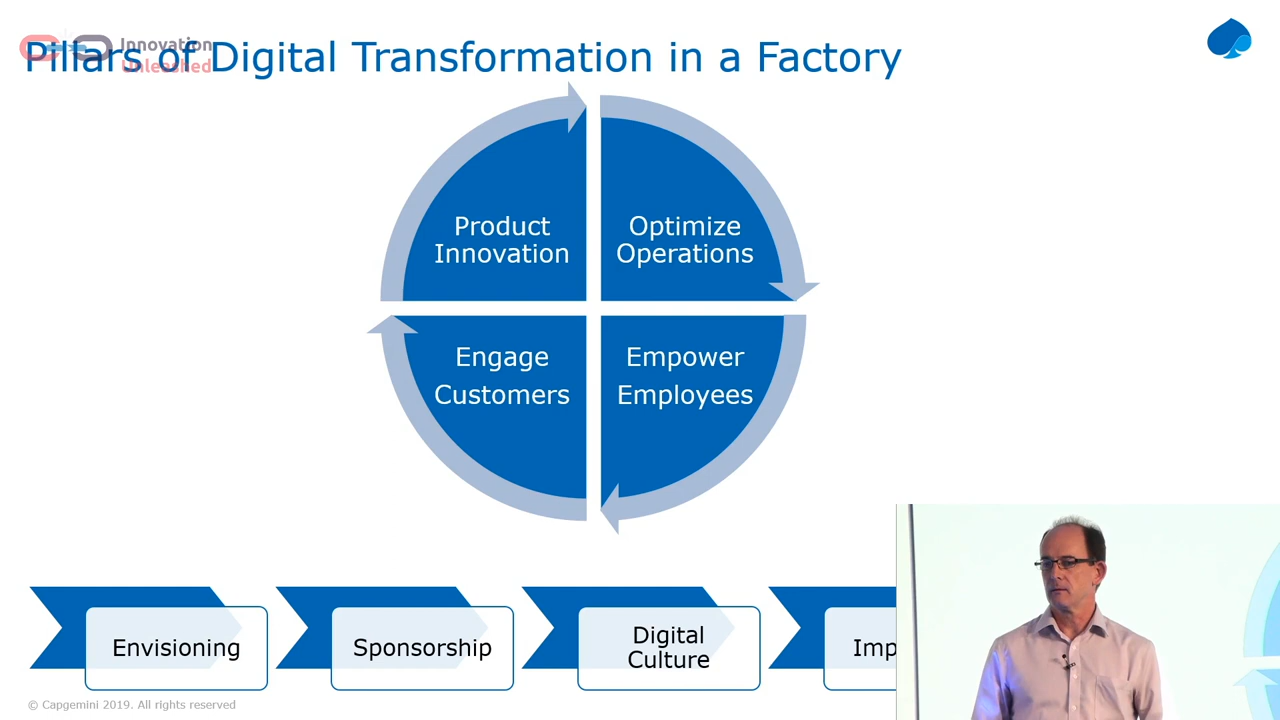 Pillars of Digital Transformation in a Factory
Innovation
Unleashed
Product
Innovation
Optimize
Operations
Engage
Customers
Empower
Employees
Envisioning
Sponsorship
Digital
Culture
© Capgemini 2019. All rights reserved